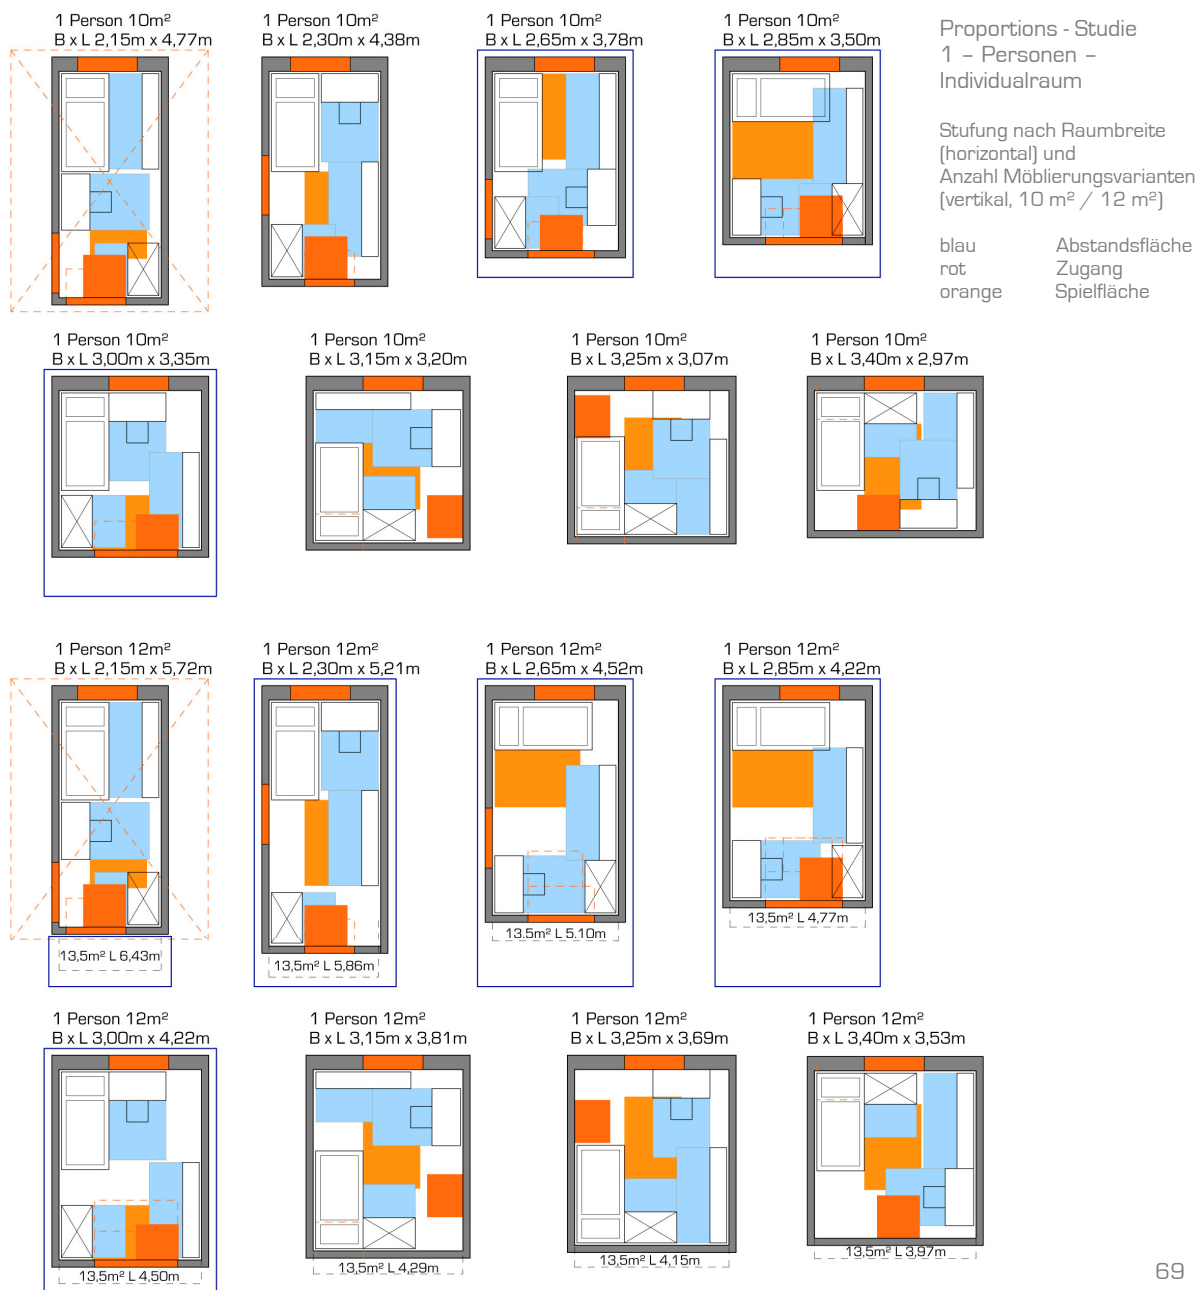 1 Person 10m²
B x L 2,15m x 4,77m
1 Person 10m²
B x L 2,30m x 4,38m
1 Person 10m²
B x L 2,65m x 3,78m
1 Person 10m²
B x L 2,85m x 3,50m
Proportions - Studie
1 – Personen –
Individualraum
Stufung nach Raumbreite
(horizontal) und
Anzahl Möblierungsvarianten
(vertikal, 10 m² / 12 m²)
blau Abstandsfläche
rot Zugang
orange Spielfläche
1 Person 10m²
B x L 3,00m x 3,35m
1 Person 10m²
B x L 3,15m x 3,20m
1 Person 10m²
B x L 3,25m x 3,07m
1 Person 10m²
B x L 3,40m x 2,97m
1 Person 12m²
B x L 2,15m x 5,72m
1 Person 12m²
B x L 2,30m x 5,21m
1 Person 12m²
B x L 2,65m x 4,52m
1 Person 12m²
B x L 2,85m x 4,22m
13,5m² L 6,43m
13,5m² L 5,86m
13.5m² L 5.10m
13,5m² L 4,77m
1 Person 12m²
B x L 3,00m x 4,22m
1 Person 12m²
B x L 3,15m x 3,81m
1 Person 12m²
B x L 3,25m x 3,69m
1 Person 12m²
B x L 3,40m x 3,53m
13,5m² L 4,50m
13,5m² L 4,29m
13,5m² L 4,15m
13,5m² L 3,97m
69